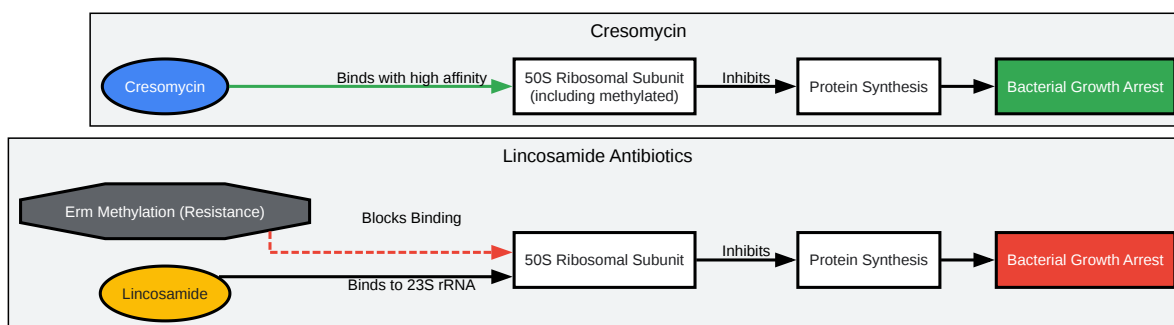 Cresomycin
Cresomycin
Binds with high affinity
50S Ribosomal Subunit
(including methylated)
Inhibits
Protein Synthesis
Bacterial Growth Arrest
Lincosamide Antibiotics
Erm Methylation (Resistance)
Blocks Binding
Lincosamide
Binds to 23S rRNA
50S Ribosomal Subunit
Inhibits
Protein Synthesis
Bacterial Growth Arrest